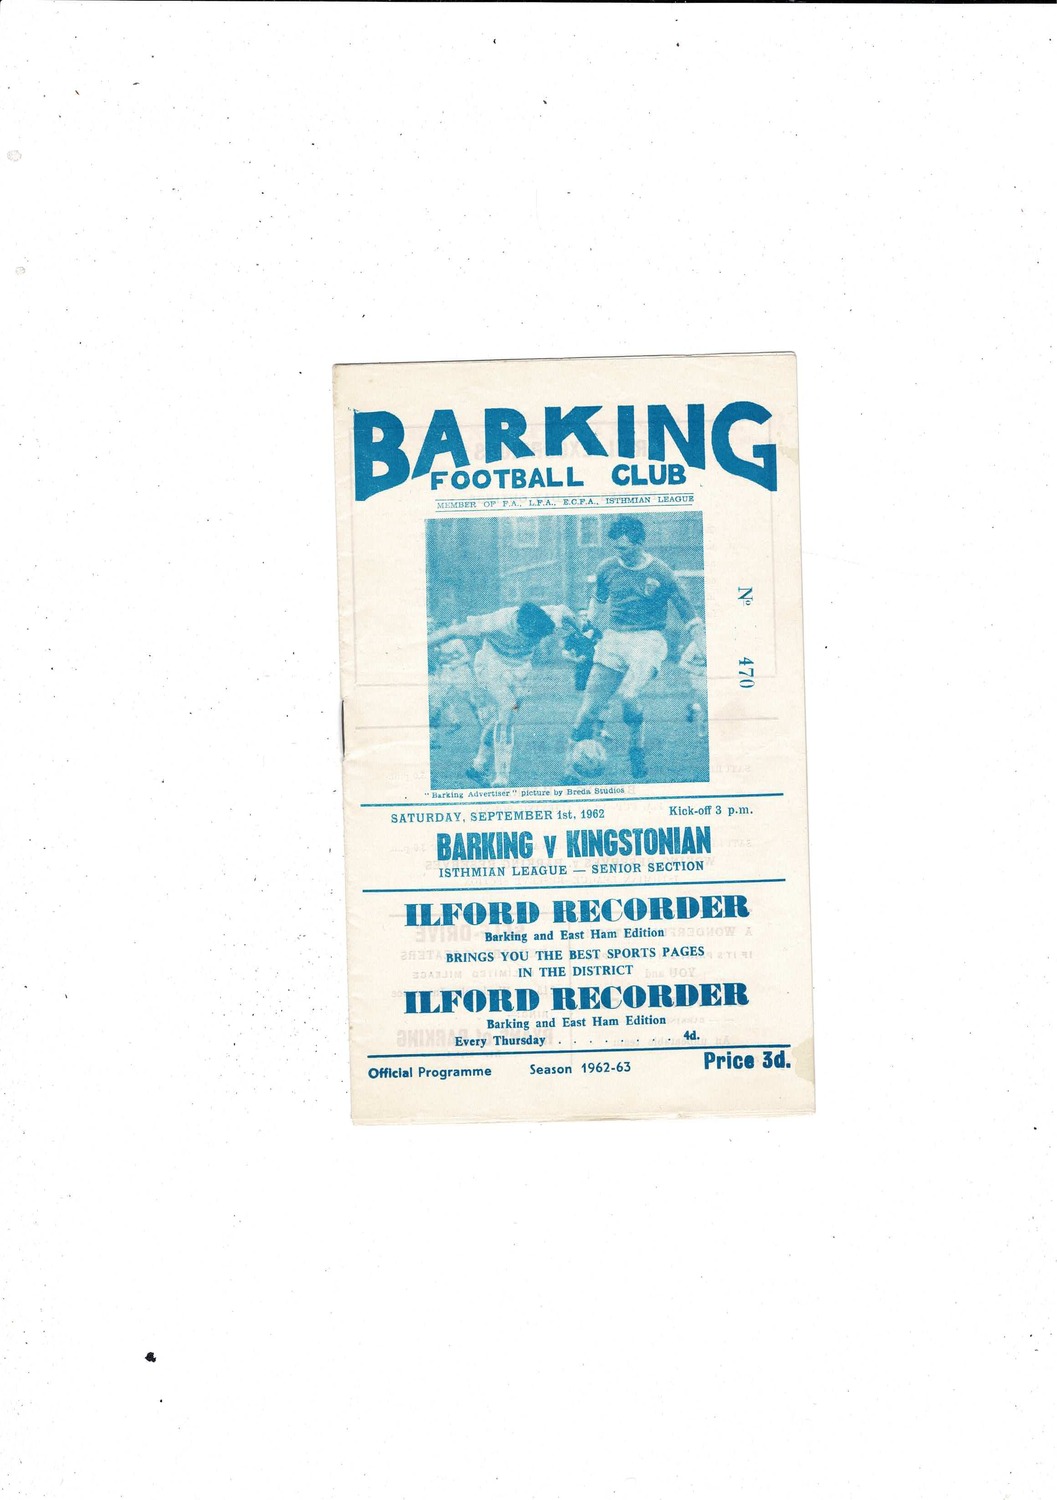 BARKING
FOOTBALL CLUB
MEMBER OF F.A., L.F.A., E.C.F.A., ISTHMIAN LEAGUE
No 470
"Barking Advertiser" picture by Breda Studios
SATURDAY, SEPTEMBER 1st, 1962 Kick-off 3 p.m.
BARKING v KINGSTONIAN
ISTHMIAN LEAGUE — SENIOR SECTION
ILFORD RECORDER
Barking and East Ham Edition
BRINGS YOU THE BEST SPORTS PAGES
IN THE DISTRICT
ILFORD RECORDER
Barking and East Ham Edition
Every Thursday . . . . . . 4d.
Official Programme Season 1962-63 Price 3d.